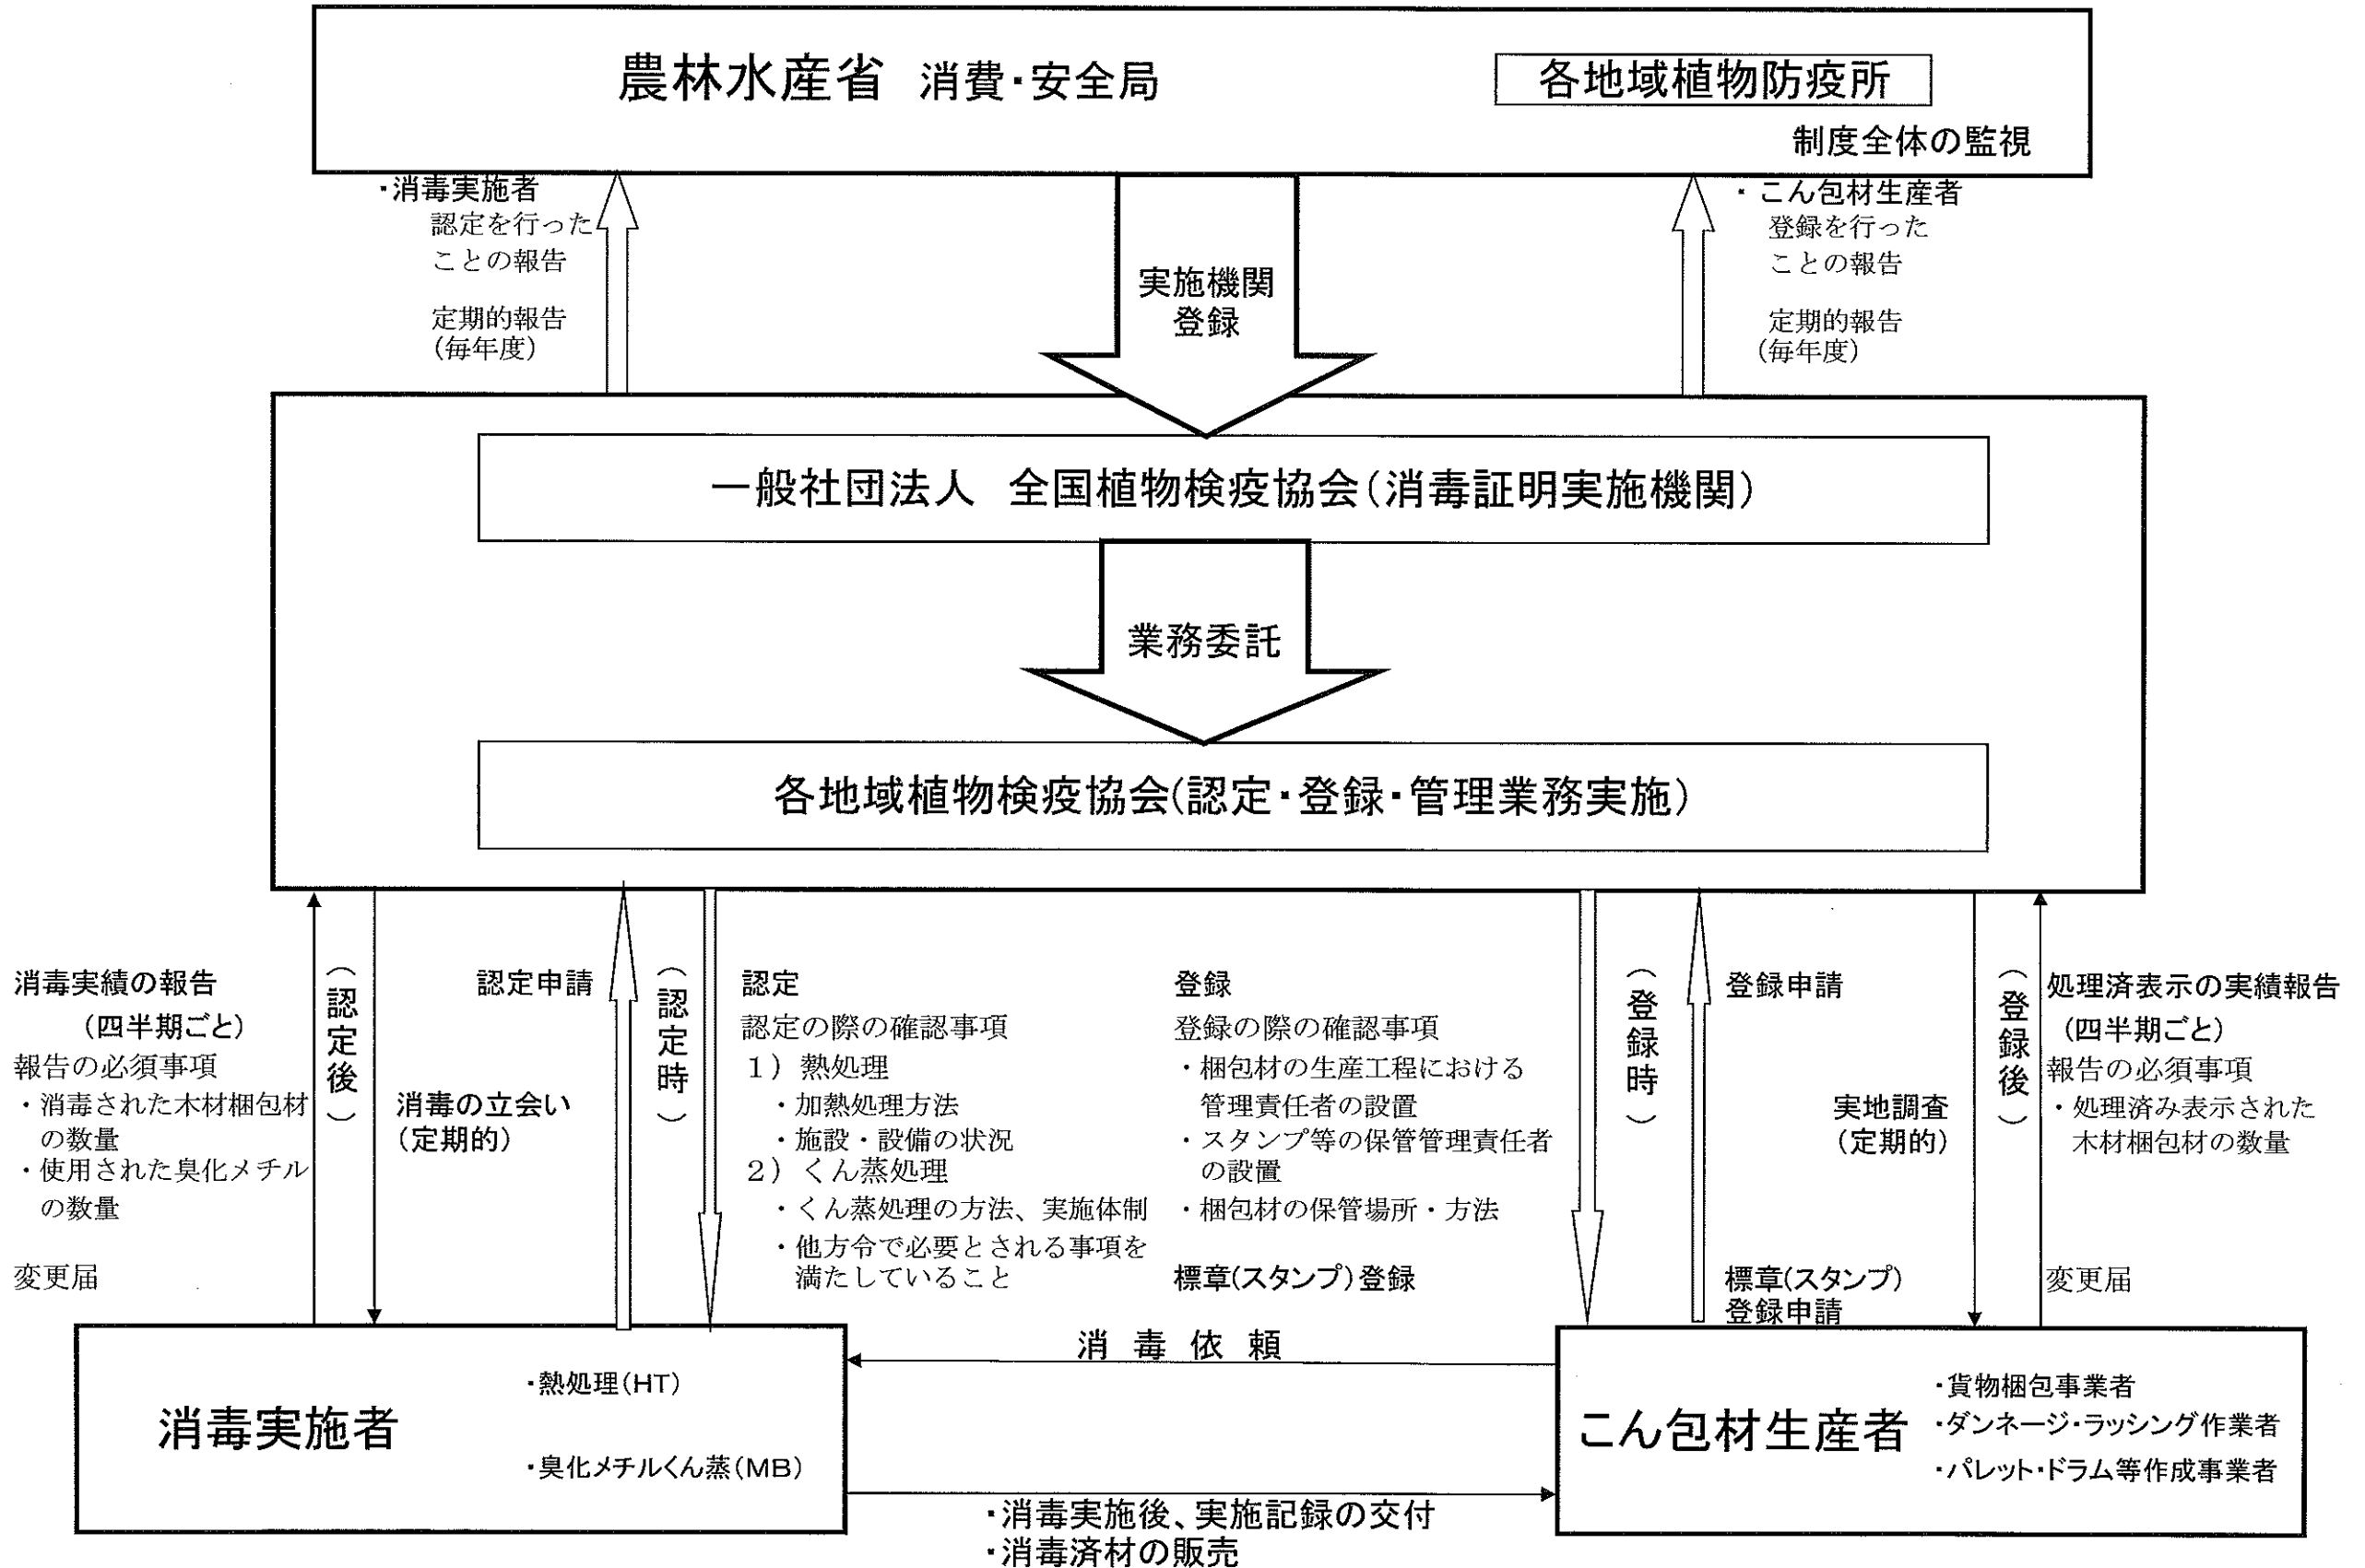 農林水産省 消費・安全局
各地域植物防疫所
制度全体の監視
・消毒実施者
認定を行った
ことの報告
定期的報告
(毎年度)
実施機関
登録
・こん包材生産者
登録を行った
ことの報告
定期的報告
(毎年度)
一般社団法人 全国植物検疫協会(消毒証明実施機関)
業務委託
各地域植物検疫協会(認定・登録・管理業務実施)
消毒実績の報告
(四半期ごと)
報告の必須事項
・消毒された木材梱包材
の数量
・使用された臭化メチル
の数量
変更届
(認定後)
消毒の立会い
(定期的)
認定申請
(認定時)
認定
認定の際の確認事項
1)熱処理
・加熱処理方法
・施設・設備の状況
2)くん蒸処理
・くん蒸処理の方法、実施体制
・他方令で必要とされる事項を
満たしていること
登録
登録の際の確認事項
・梱包材の生産工程における
管理責任者の設置
・スタンプ等の保管管理責任者
の設置
・梱包材の保管場所・方法
標章(スタンプ)登録
(登録時)
登録申請
標章(スタンプ)
登録申請
実地調査
(定期的)
(登録後)
処理済表示の実績報告
(四半期ごと)
報告の必須事項
・処理済み表示された
木材梱包材の数量
変更届
消毒実施者
・熱処理(HT)
・臭化メチルくん蒸(MB)
消毒依頼
・消毒実施後、実施記録の交付
・消毒済材の販売
こん包材生産者
・貨物梱包事業者
・ダンネージ・ラッシング作業者
・パレット・ドラム等作成事業者